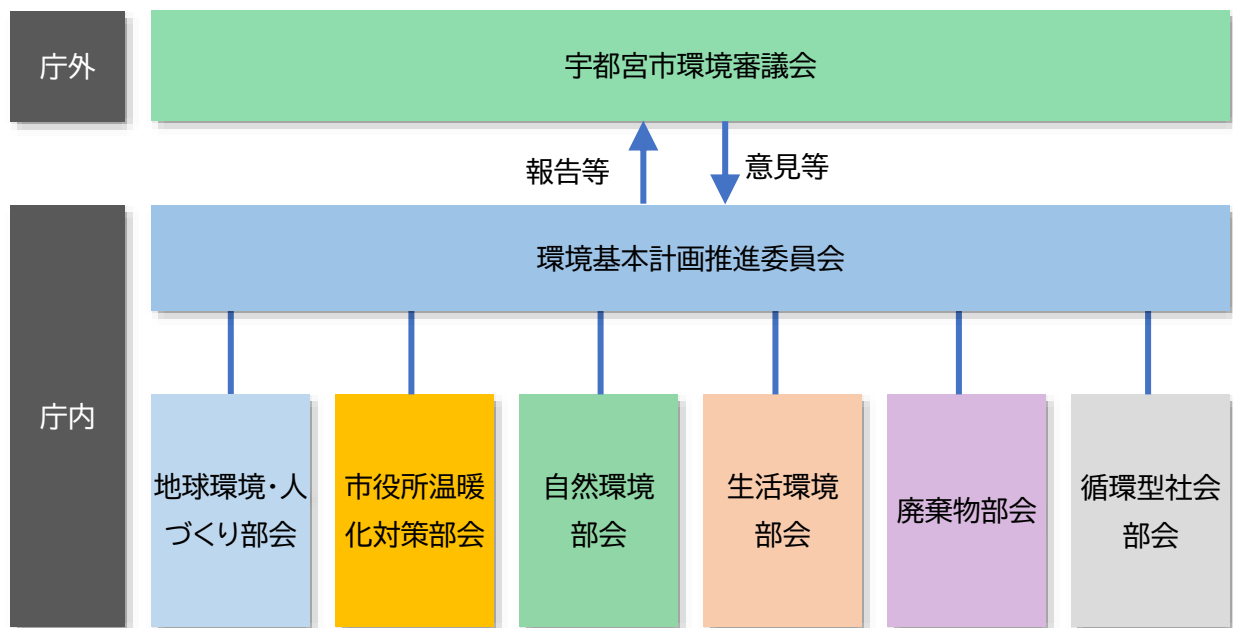 庁外
宇都宮市環境審議会
報告等
意見等
庁内
環境基本計画推進委員会
地球環境・人
づくり部会
市役所温暖
化対策部会
自然環境
部会
生活環境
部会
廃棄物部会
循環型社会
部会